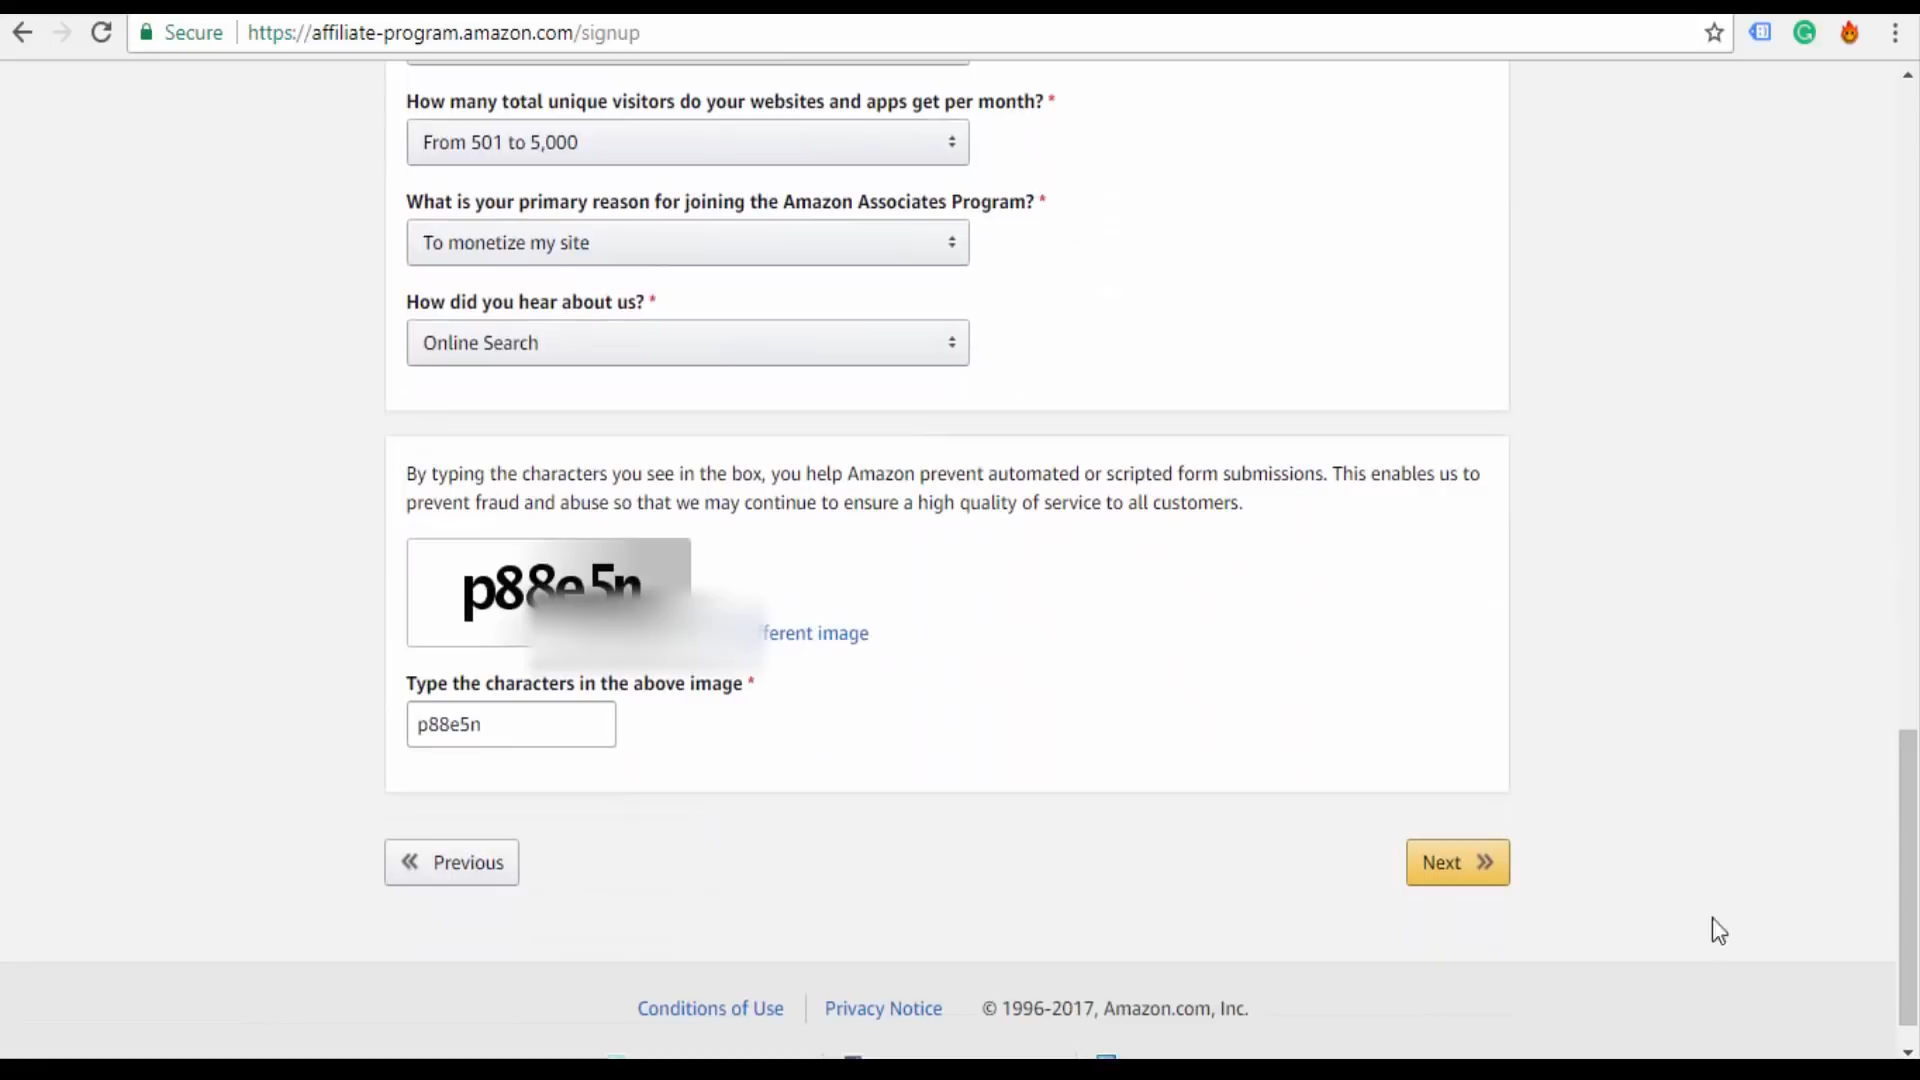 Secure https://affiliate-program.amazon.com/signup
How many total unique visitors do your websites and apps get per month? *
From 501 to 5,000
What is your primary reason for joining the Amazon Associates Program? *
To monetize my site
How did you hear about us? *
Online Search
By typing the characters you see in the box, you help Amazon prevent automated or scripted form submissions. This enables us to
prevent fraud and abuse so that we may continue to ensure a high quality of service to all customers.
p88e5n
fferent image
Type the characters in the above image *
p88e5n
« Previous
Next »
Conditions of Use
Privacy Notice
© 1996-2017, Amazon.com, Inc.